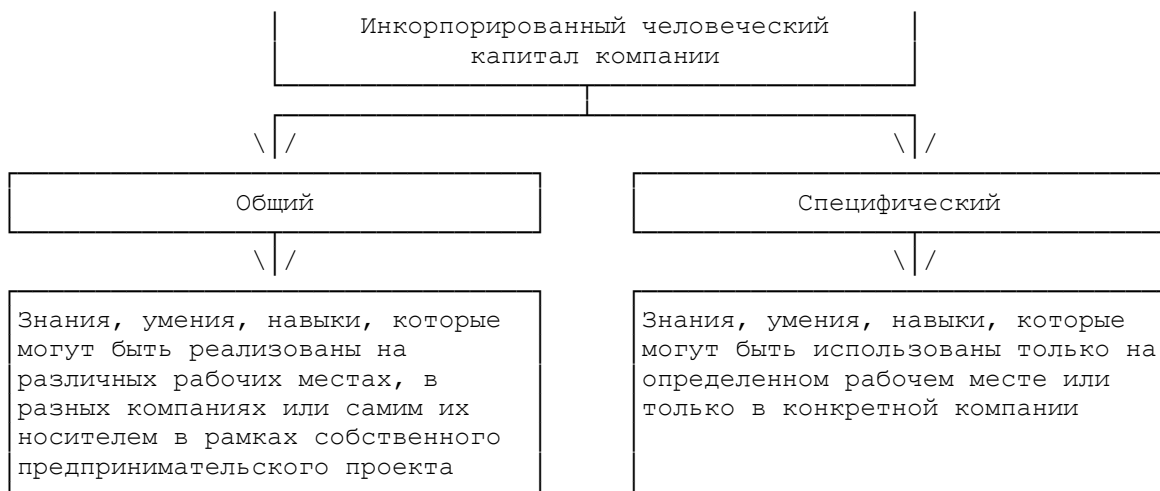 Инкорпорированный человеческий
капитал компании
Общий
Специфический
Знания, умения, навыки, которые
могут быть реализованы на
различных рабочих местах, в
разных компаниях или самим их
носителем в рамках собственного
предпринимательского проекта
Знания, умения, навыки, которые
могут быть использованы только на
определенном рабочем месте или
только в конкретной компании